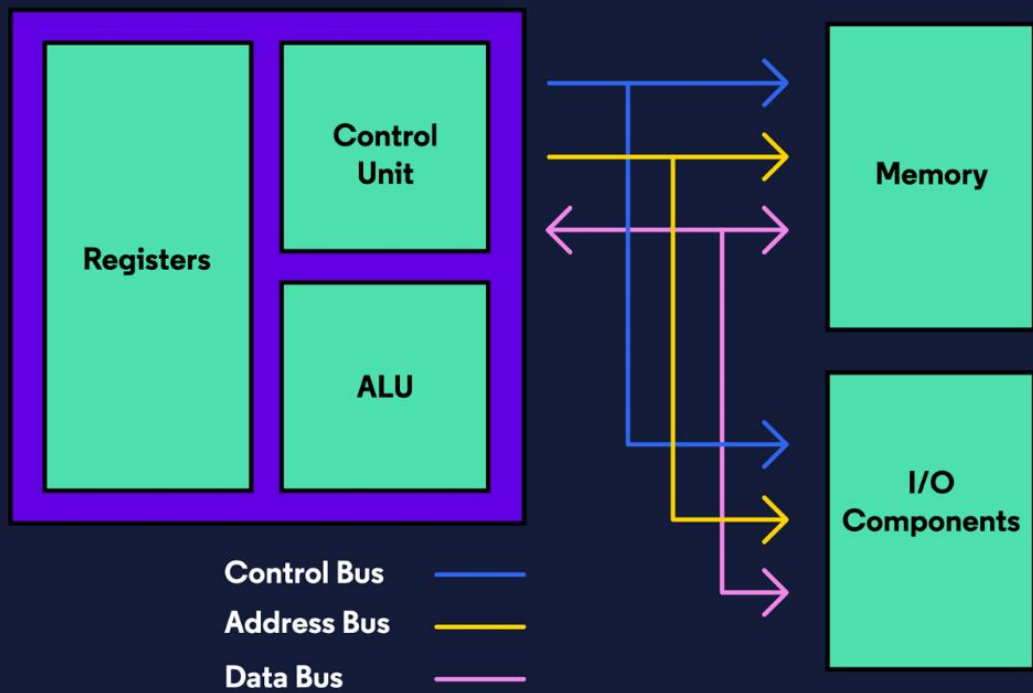 Registers
Control
Unit
ALU
Memory
I/O
Components
Control Bus
Address Bus
Data Bus